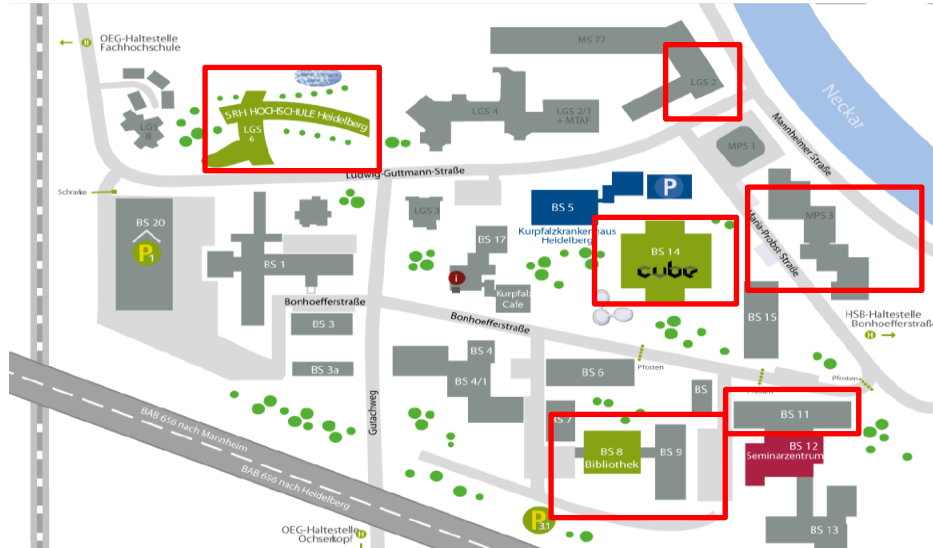 OEG-Haltestelle
Fachhochschule
H
MS 77
LGS 2
Neckar
SRH HOCHSCHULE Heidelberg
LGS
6
LGS
8
LGS 4
LGS 2/1
+ MTAF
MPS 1
Mannheimer Straße
Ludwig-Guttmann-Straße
Schranke
BS 5
P
Kurpfalzkrankenhaus
Heidelberg
LGS 3
MPS 3
Maria-Probst-Straße
BS 20
P1
BS 17
BS 14
cube
BS 1
i
Kurpfalz
Cafe
Bonhoefferstraße
Bonhoefferstraße
BS 3
BS 15
HSB-Haltestelle
Bonhoefferstraße
H
BS 3a
BS 4
BS 4/1
BS 6
Pfosten
Pfosten
Pfosten
BS
Gutachweg
BS 7
BS 11
BAB 656 nach Mannheim
BAB 656 nach Heidelberg
BS 8
Bibliothek
BS 9
BS 12
Seminarzentrum
P3.1
BS 13
OEG-Haltestelle
Ochsenkopf
H